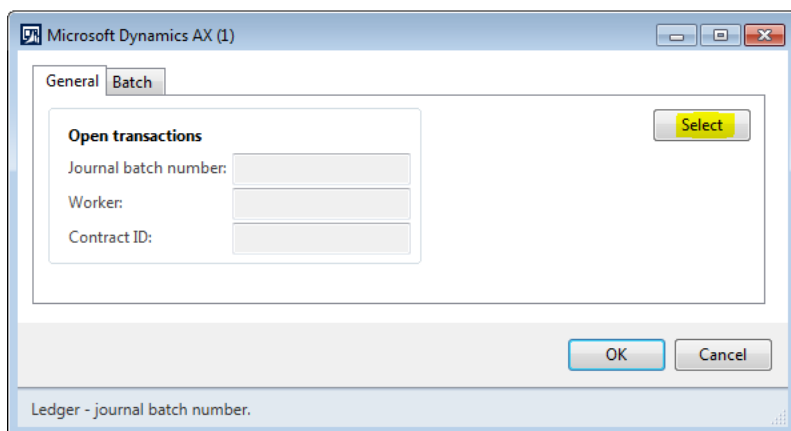 Microsoft Dynamics AX (1)
General Batch
Select
Open transactions
Journal batch number:
Worker:
Contract ID:
OK Cancel
Ledger - journal batch number.